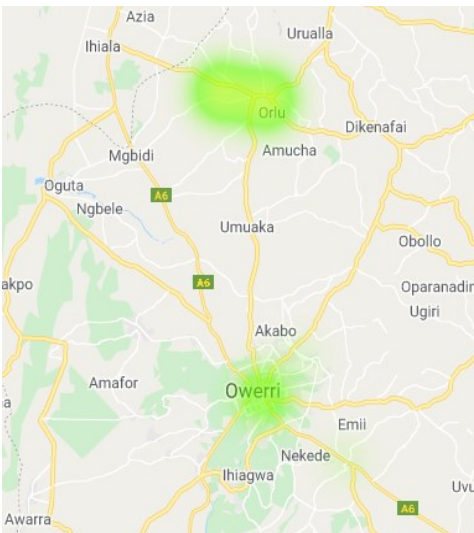 Azia
Urualla
Ihiala
Orlu
Dikenafai
Amucha
Mgbidi
Oguta
A6
Ngbele
Umuaka
Obollo
A6
akpo
Oparanadin
Ugiri
Akabo
Amafor
Owerri
a
Emii
Nekede
Ihiagwa
Uvu
A6
Awarra